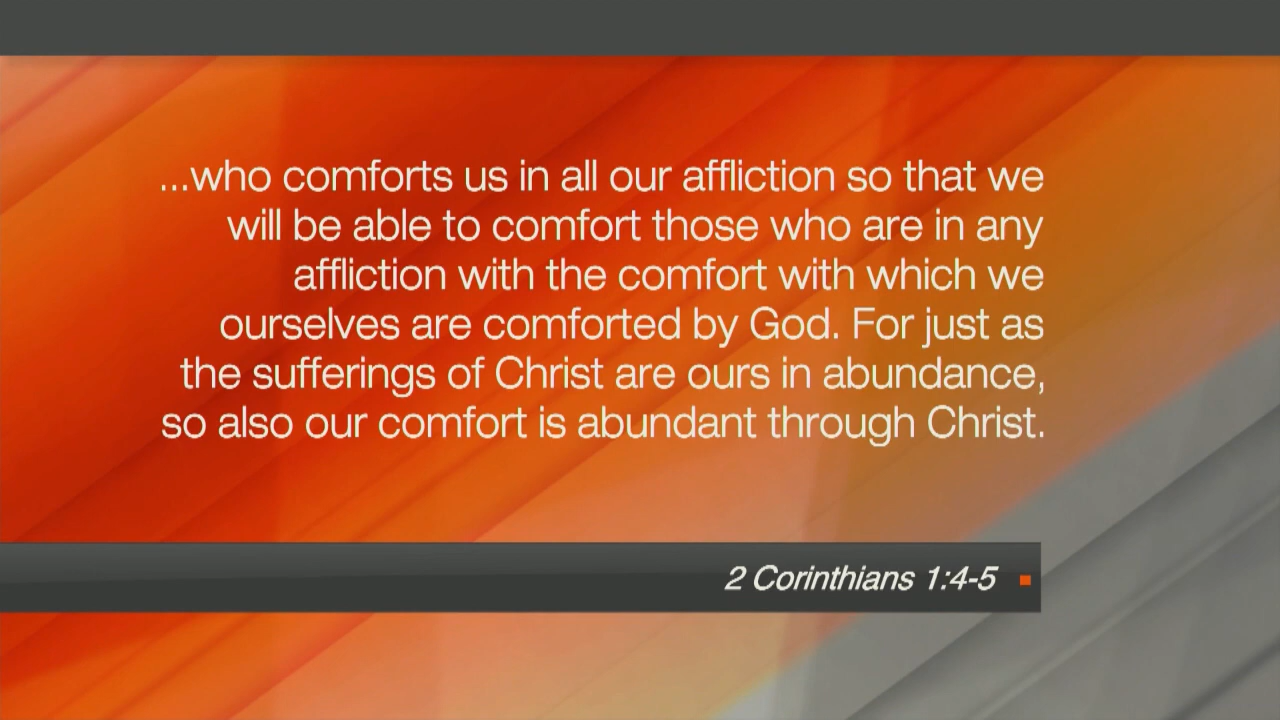 ...who comforts us in all our affliction so that we
will be able to comfort those who are in any
affliction with the comfort with which we
ourselves are comforted by God. For just as
the sufferings of Christ are ours in abundance,
so also our comfort is abundant through Christ.
2 Corinthians 1:4-5